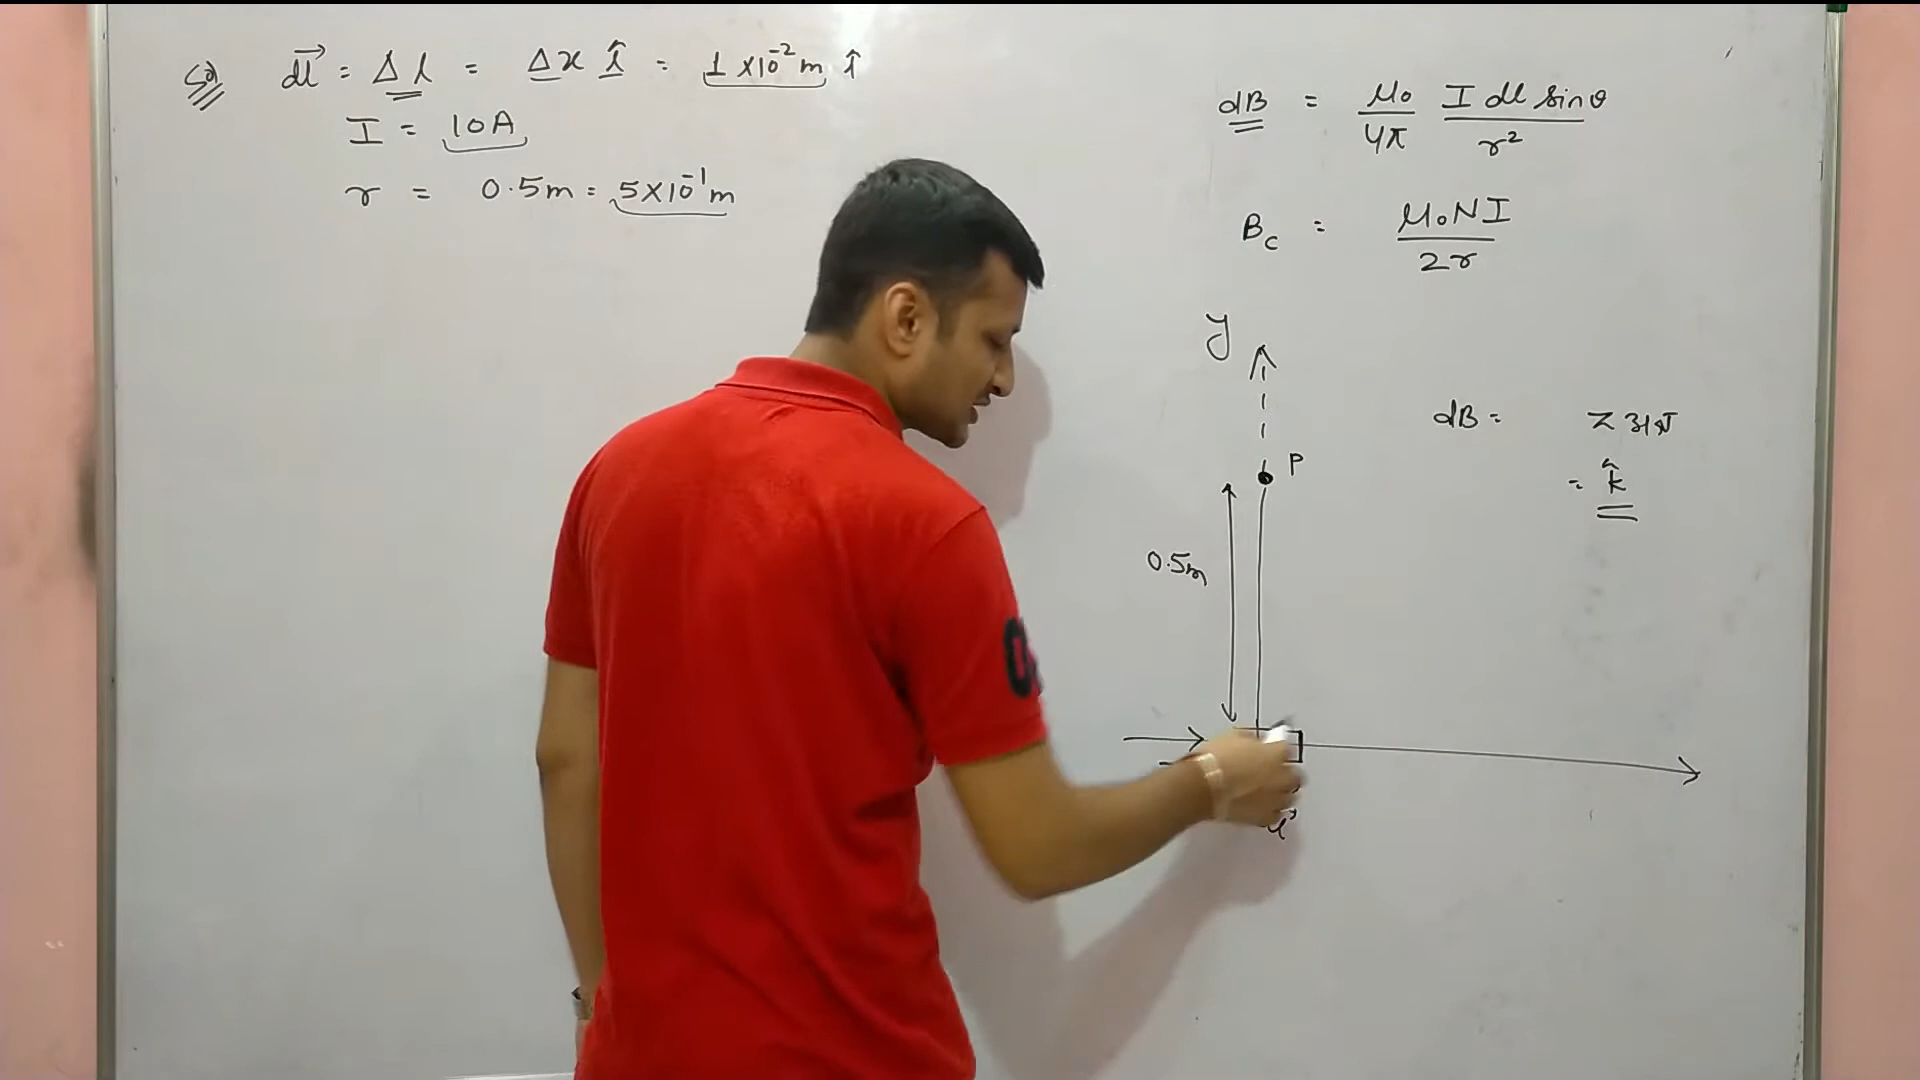 Sol dl⃗ = Δl = Δx î = 1 × 10⁻² m î
I = 10A
r = 0.5m = 5×10⁻¹ m
dB = μ₀/4π I dl sinθ / r²
B_C = μ₀NI / 2r
y
P
dB = z अक्ष
= k̂
0.5m